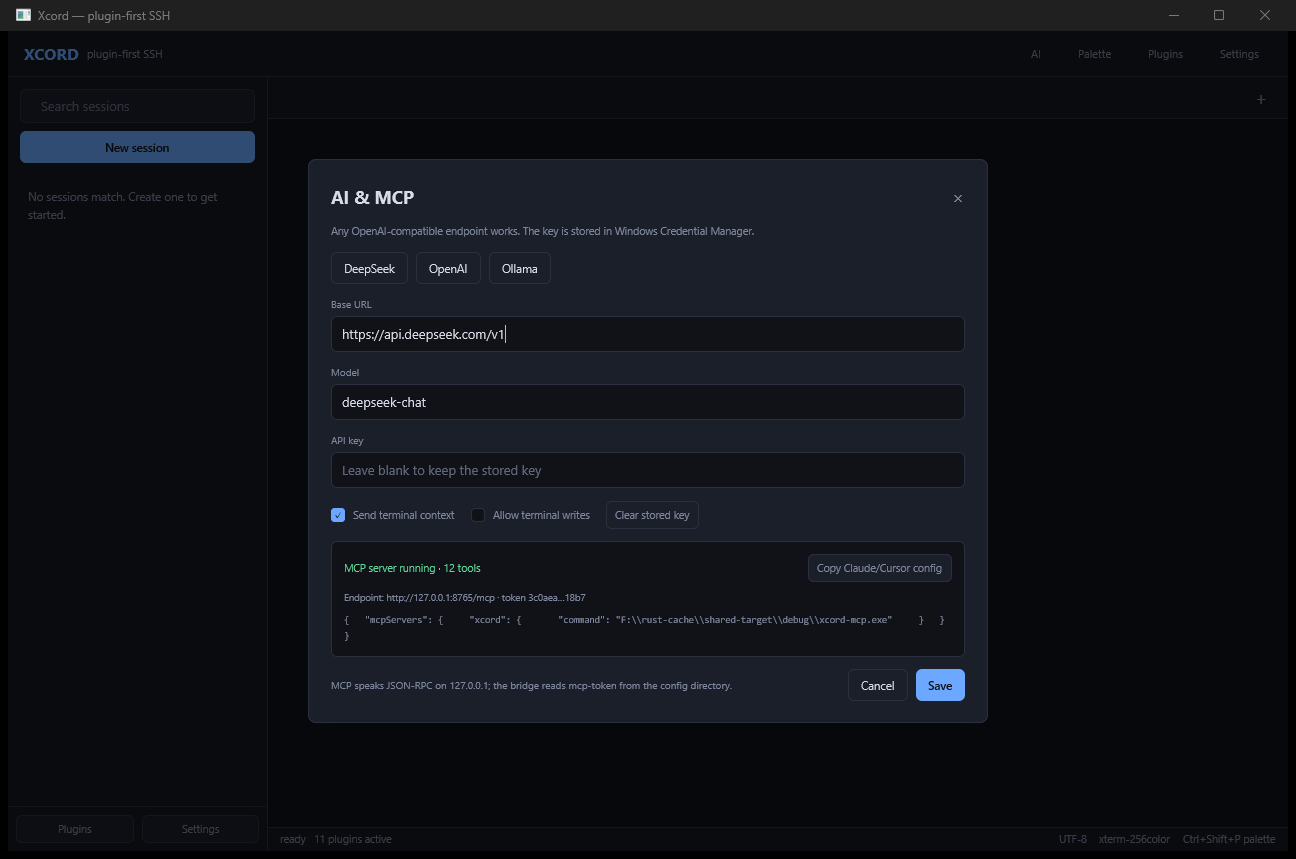 Xcord — plugin-first SSH
XCORD plugin-first SSH
AI Palette Plugins Settings
Search sessions
+
New session
No sessions match. Create one to get
started.
AI & MCP
×
Any OpenAI-compatible endpoint works. The key is stored in Windows Credential Manager.
DeepSeek OpenAI Ollama
Base URL
https://api.deepseek.com/v1
Model
deepseek-chat
API key
Leave blank to keep the stored key
Send terminal context Allow terminal writes Clear stored key
MCP server running · 12 tools Copy Claude/Cursor config
Endpoint: http://127.0.0.1:8765/mcp · token 3c0aea…18b7
{ "mcpServers": { "xcord": { "command": "F:\\rust-cache\\shared-target\\debug\\xcord-mcp.exe" } }
}
MCP speaks JSON-RPC on 127.0.0.1; the bridge reads mcp-token from the config directory.
Cancel Save
Plugins Settings
ready 11 plugins active
UTF-8 xterm-256color Ctrl+Shift+P palette